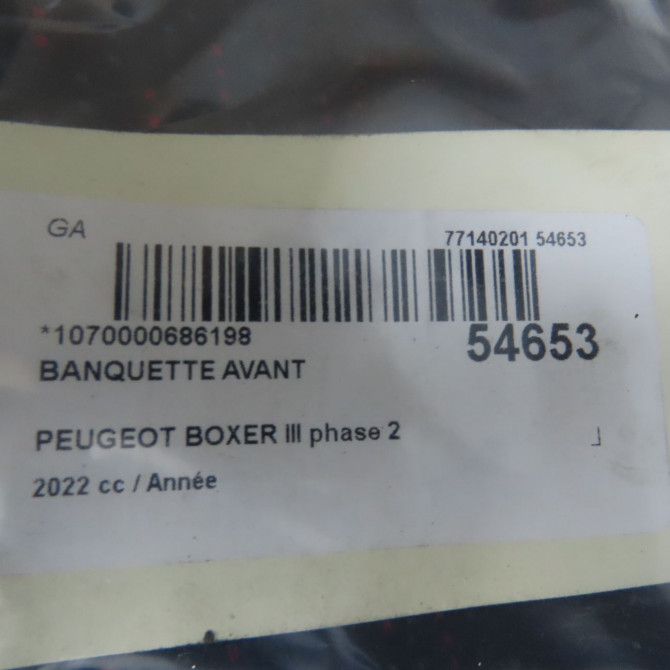 GA
77140201 54653
*1070000686198
54653
BANQUETTE AVANT
PEUGEOT BOXER III phase 2
2022 cc / Année